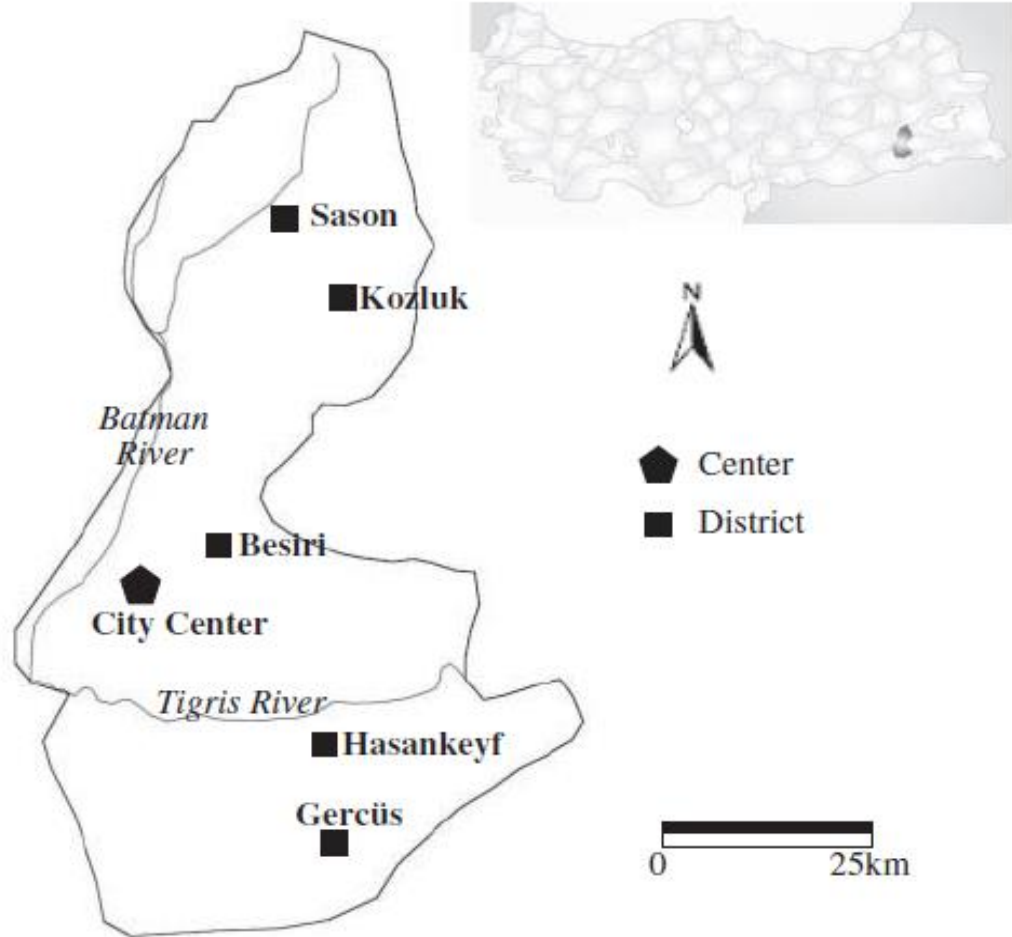 Sason
Kozluk
N
Batman
River
Center
District
Besiri
City Center
Tigris River
Hasankeyf
Gercüs
0
25km